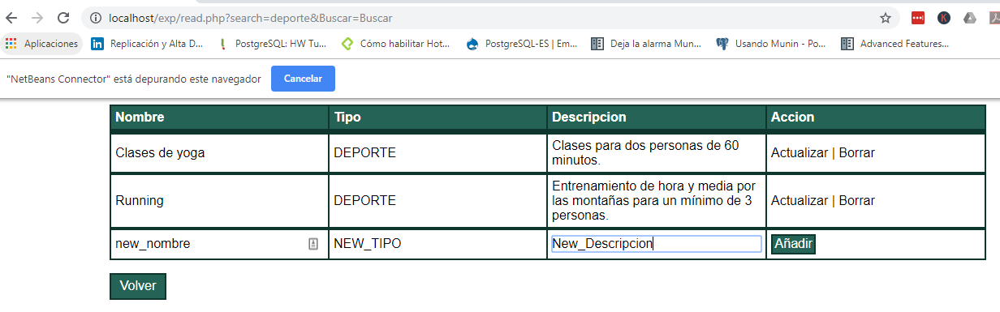 localhost/exp/read.php?search=deporte&Buscar=Buscar
Aplicaciones Replicación y Alta D... PostgreSQL: HW Tu... Cómo habilitar Hot... PostgreSQL-ES | Em... Deja la alarma Mun... Usando Munin - Po... Advanced Features...
"NetBeans Connector" está depurando este navegador Cancelar
Nombre Tipo Descripcion Accion
Clases de yoga DEPORTE Clases para dos personas de 60
minutos. Actualizar | Borrar
Running DEPORTE Entrenamiento de hora y media por
las montañas para un mínimo de 3
personas. Actualizar | Borrar
new_nombre NEW_TIPO New_Descripcion Añadir
Volver